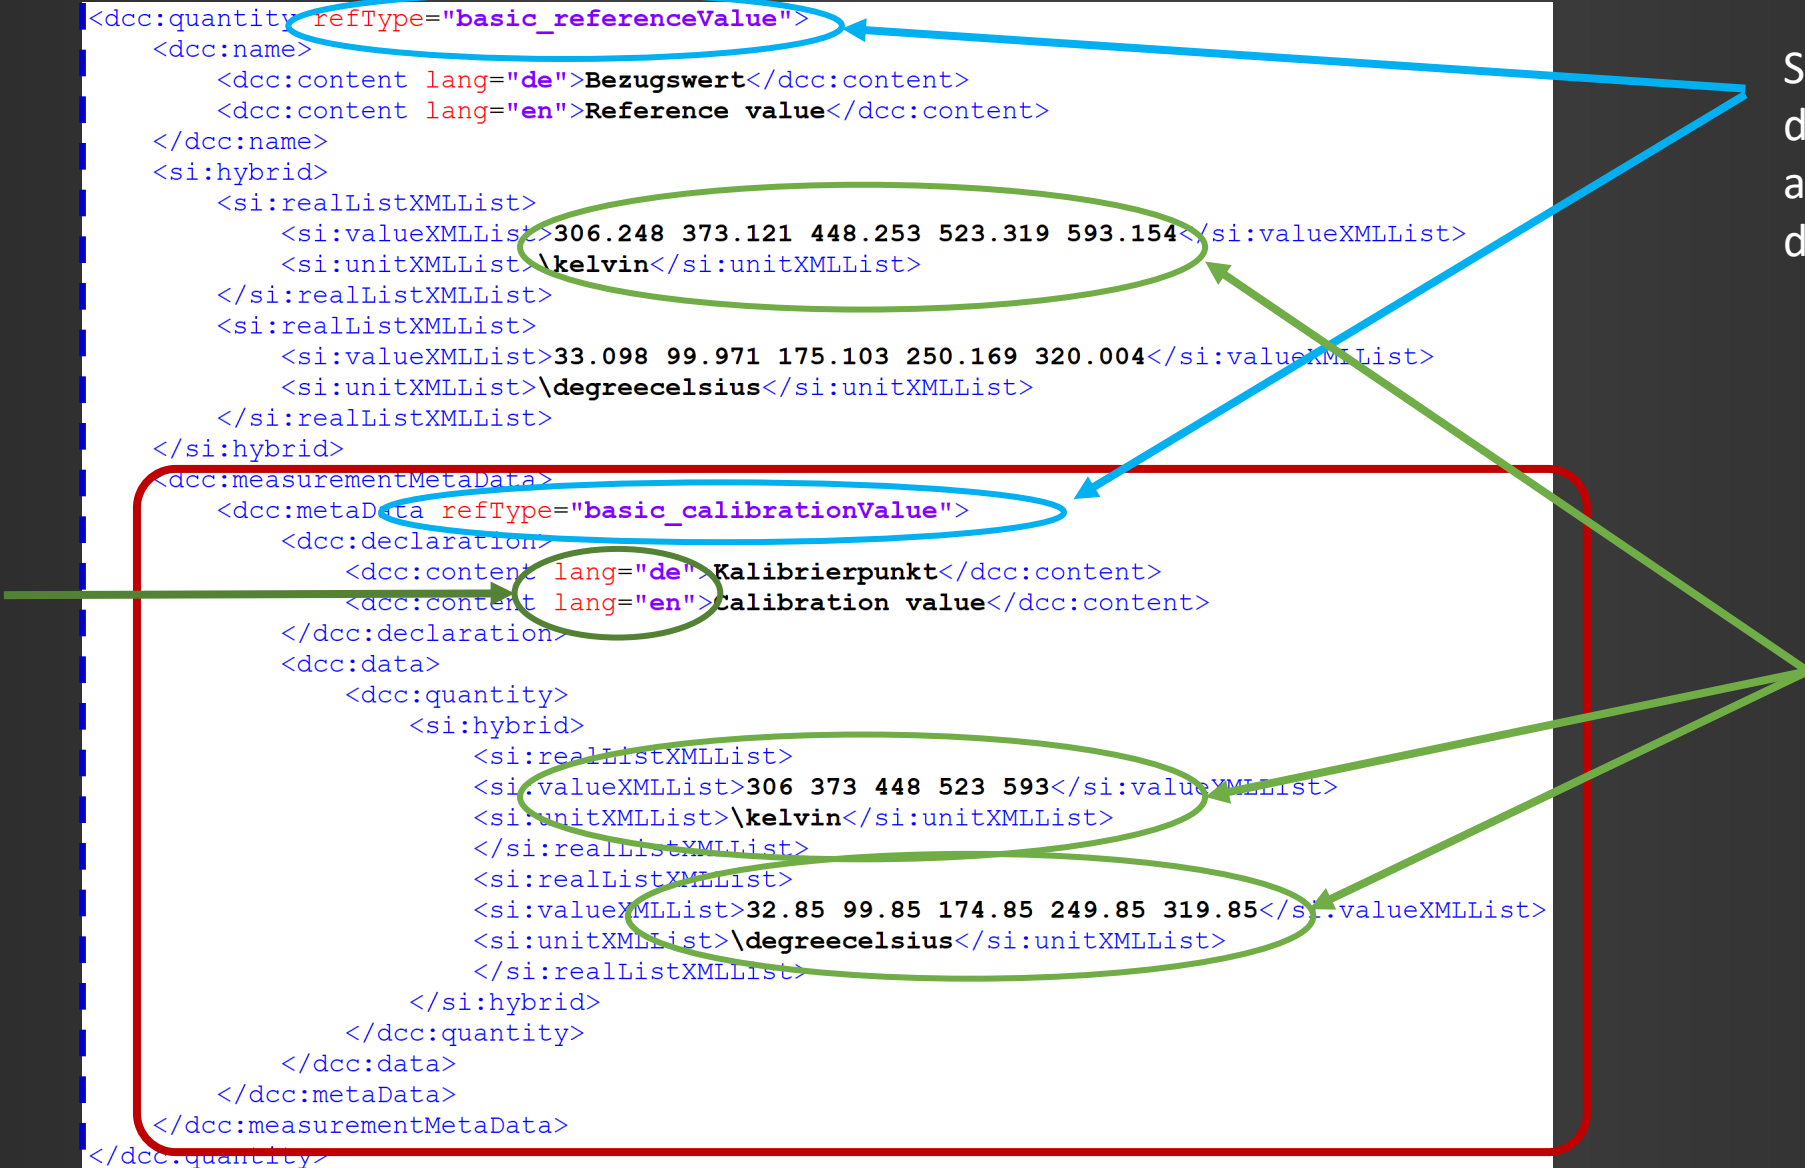 <dcc:quantity refType="basic_referenceValue">
<dcc:name>
<dcc:content lang="de">Bezugswert</dcc:content>
<dcc:content lang="en">Reference value</dcc:content>
</dcc:name>
<si:hybrid>
<si:realListXMLList>
<si:valueXMLList>306.248 373.121 448.253 523.319 593.154</si:valueXMLList>
<si:unitXMLList>\kelvin</si:unitXMLList>
</si:realListXMLList>
<si:realListXMLList>
<si:valueXMLList>33.098 99.971 175.103 250.169 320.004</si:valueXMLList>
<si:unitXMLList>\degreecelsius</si:unitXMLList>
</si:realListXMLList>
</si:hybrid>
<dcc:measurementMetaData>
<dcc:metaData refType="basic_calibrationValue">
<dcc:declaration>
<dcc:content lang="de">Kalibrierpunkt</dcc:content>
<dcc:content lang="en">Calibration value</dcc:content>
</dcc:declaration>
<dcc:data>
<dcc:quantity>
<si:hybrid>
<si:realListXMLList>
<si:valueXMLList>306 373 448 523 593</si:valueXMLList>
<si:unitXMLList>\kelvin</si:unitXMLList>
</si:realListXMLList>
<si:realListXMLList>
<si:valueXMLList>32.85 99.85 174.85 249.85 319.85</si:valueXMLList>
<si:unitXMLList>\degreecelsius</si:unitXMLList>
</si:realListXMLList>
</si:hybrid>
</dcc:quantity>
</dcc:data>
</dcc:metaData>
</dcc:measurementMetaData>
</dcc:quantity>
S
d
a
d